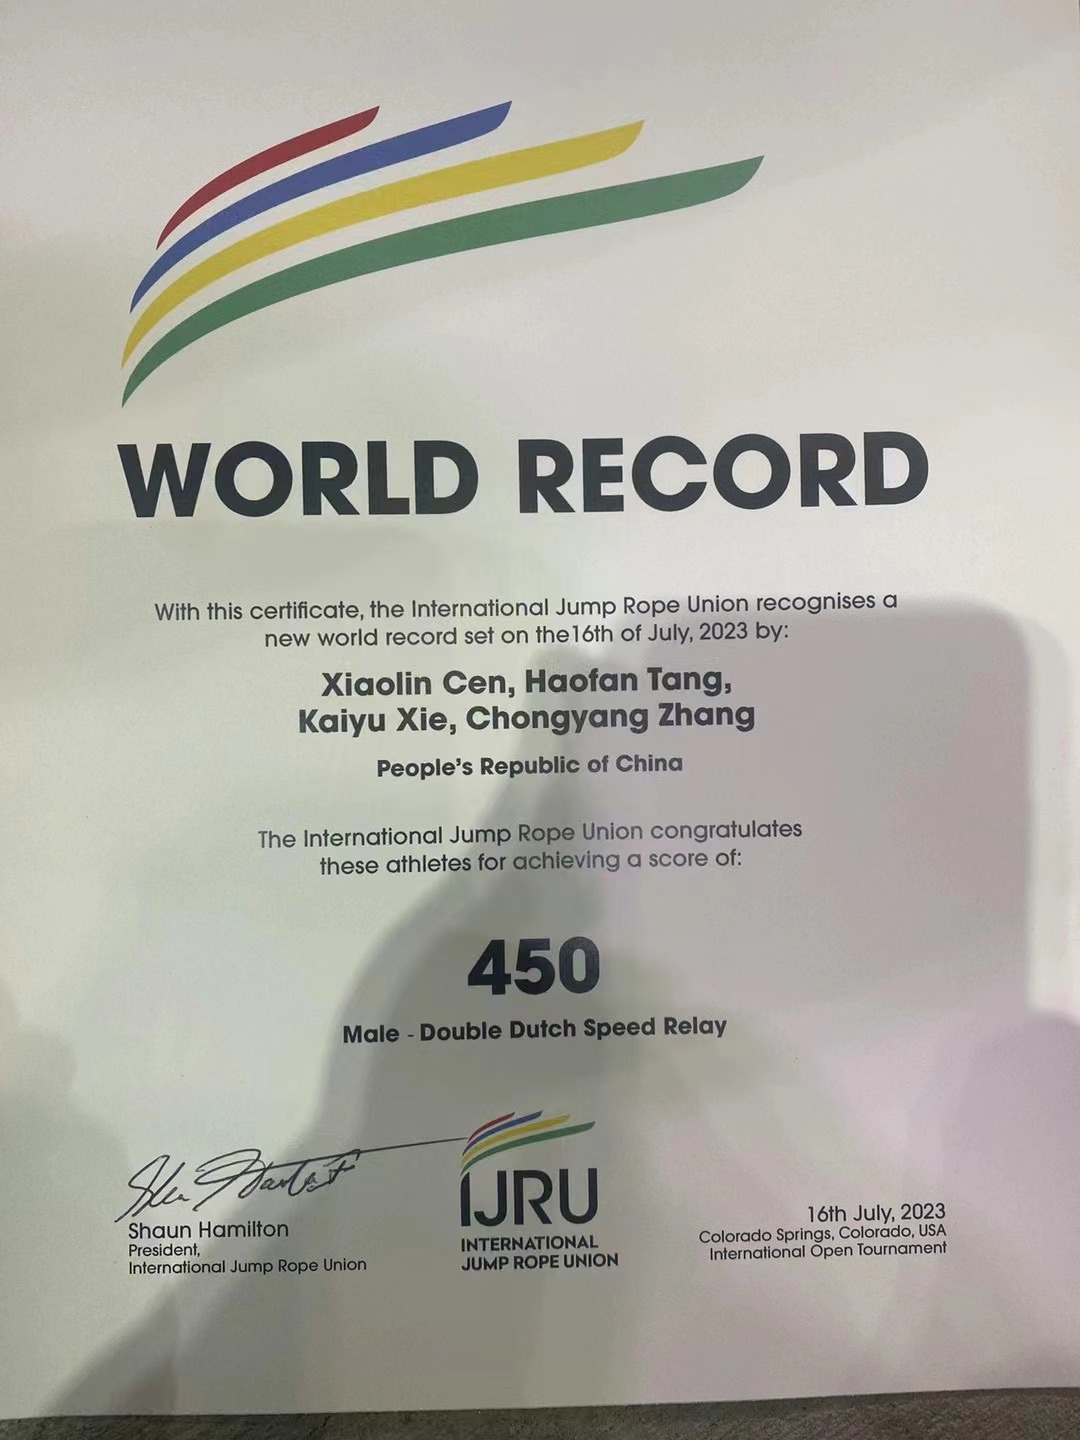 WORLD RECORD
With this certificate, the International Jump Rope Union recognises a
new world record set on the16th of July, 2023 by:
Xiaolin Cen, Haofan Tang,
Kaiyu Xie, Chongyang Zhang
People's Republic of China
The International Jump Rope Union congratulates
these athletes for achieving a score of:
450
Male - Double Dutch Speed Relay
Shaun Hamilton
President,
International Jump Rope Union
IJRU
INTERNATIONAL
JUMP ROPE UNION
16th July, 2023
Colorado Springs, Colorado, USA
International Open Tournament